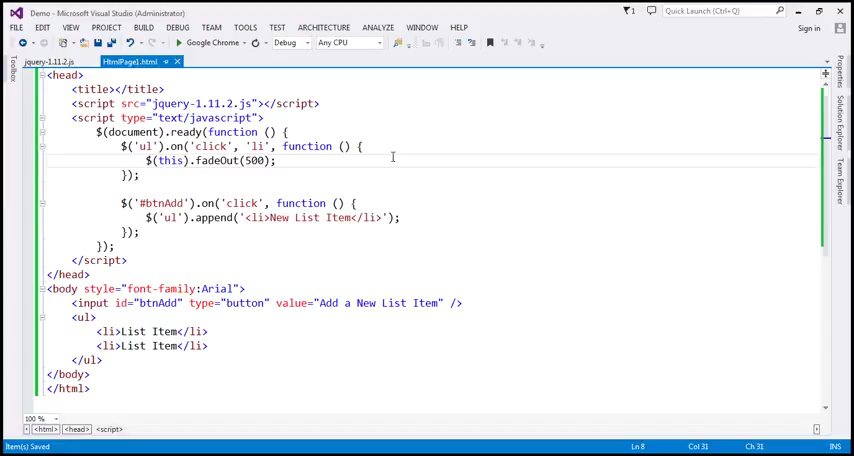 Demo - Microsoft Visual Studio (Administrator)
1
Quick Launch (Ctrl+Q)
FILE EDIT VIEW PROJECT BUILD DEBUG TEAM TOOLS TEST ARCHITECTURE ANALYZE WINDOW HELP
Sign in
Google Chrome Debug Any CPU
Toolbox
jquery-1.11.2.js HtmlPage1.html
Properties
Solution Explorer
Team Explorer
<head>
<title></title>
<script src="jquery-1.11.2.js"></script>
<script type="text/javascript">
$(document).ready(function () {
$('ul').on('click', 'li', function () {
$(this).fadeOut(500);
});
$('#btnAdd').on('click', function () {
$('ul').append('<li>New List Item</li>');
});
});
</script>
</head>
<body style="font-family:Arial">
<input id="btnAdd" type="button" value="Add a New List Item" />
<ul>
<li>List Item</li>
<li>List Item</li>
</ul>
</body>
</html>
100 %
<html> <head> <script>
Item(s) Saved Ln 8 Col 31 Ch 31 INS